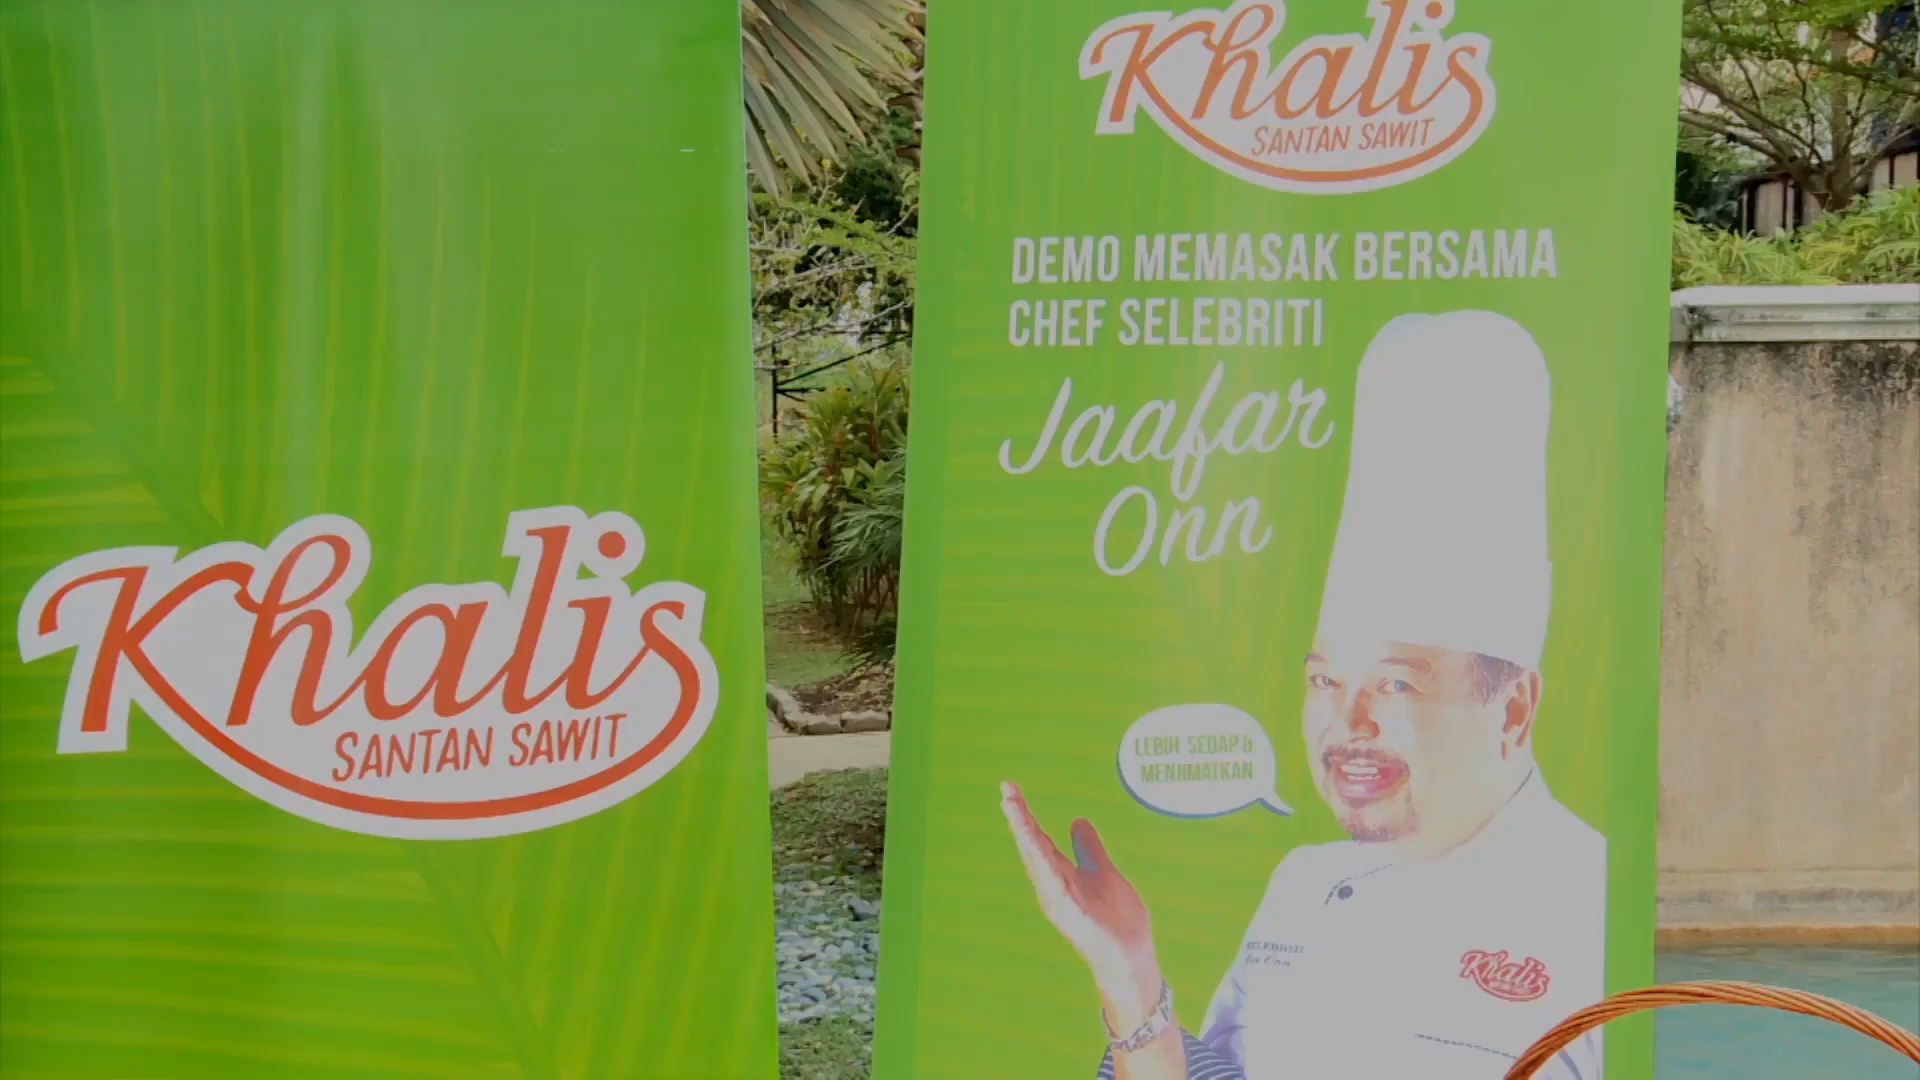 Khalis
SANTAN SAWIT
Khalis
SANTAN SAWIT
DEMO MEMASAK BERSAMA
CHEF SELEBRITI
Jaafar
Onn
LEBIH SEDAP &
MENJIMATKAN
Khalis